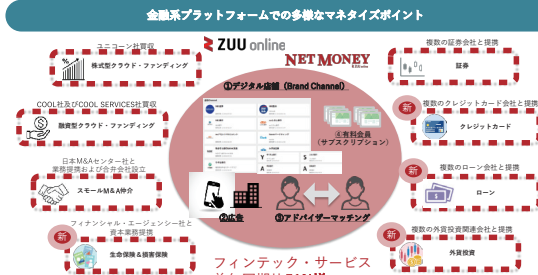 金融系プラットフォームでの多様なマネタイズポイント
ZUU online
NET MONEY
ユニコーン社買収
株式型クラウド・ファンディング
COOL社及びCOOL SERVICES社買収
融資型クラウド・ファンディング
日本M&Aセンター社と
業務提携および合弁会社設立
スモールM&A仲介
フィナンシャル・エージェンシー社と
資本業務提携
新
生命保険&損害保険
①デジタル店舗（Brand Channel）
④有料会員
（サブスクリプション）
②広告
③アドバイザーマッチング
フィンテック・サービス
複数の証券会社と提携
証券
複数のクレジットカード会社と提携
新
クレジットカード
複数のローン会社と提携
新
ローン
複数の外貨投資関連会社と提携
新
外貨投資